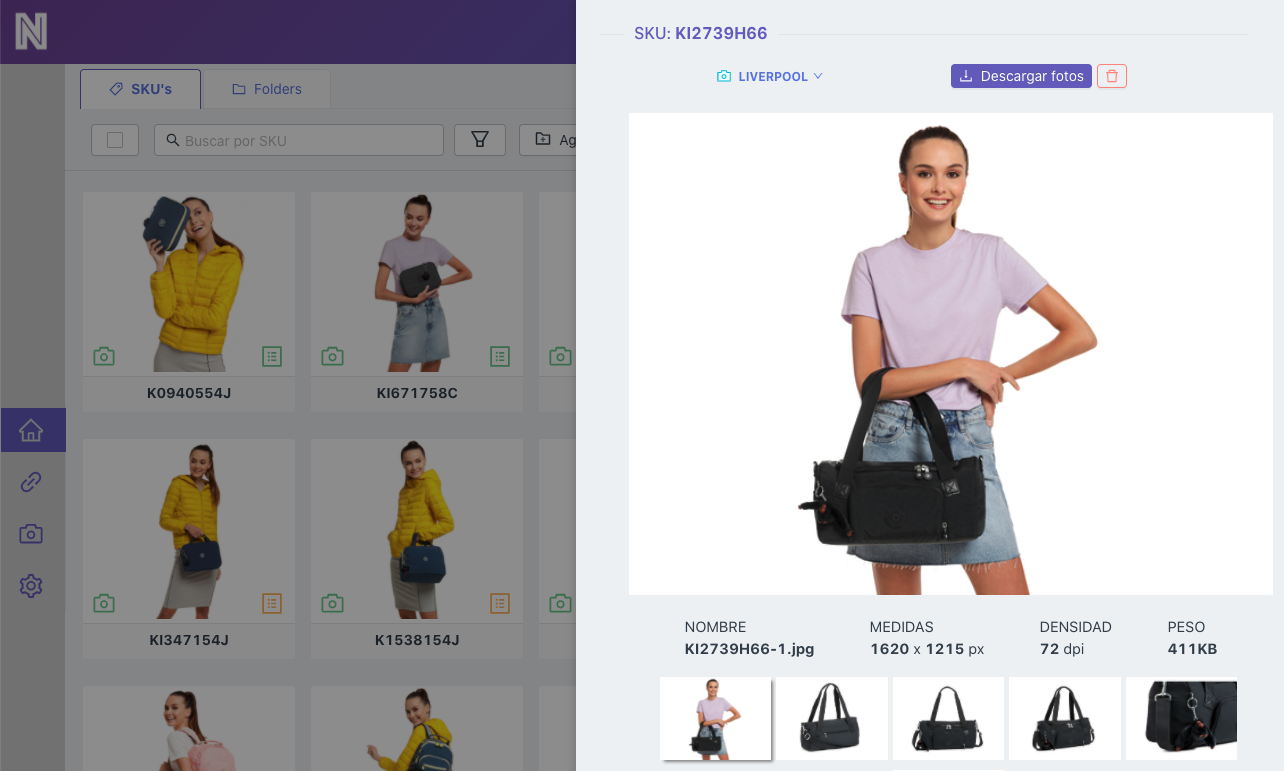 N
SKU: KI2739H66
LIVERPOOL
Descargar fotos
SKU's
Folders
Buscar por SKU
Ag
K0940554J
KI671758C
KI347154J
K1538154J
NOMBRE
MEDIDAS
DENSIDAD
PESO
KI2739H66-1.jpg
1620 x 1215 px
72 dpi
411KB